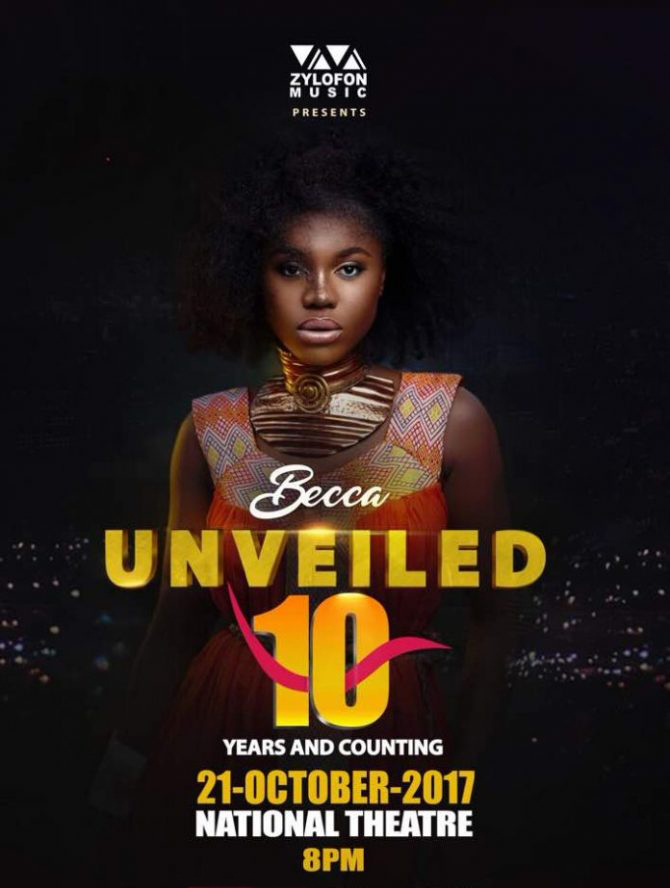 ZYLOFON
MUSIC
PRESENTS
Becca
UNVEILED
10
YEARS AND COUNTING
21-OCTOBER-2017
NATIONAL THEATRE
8PM